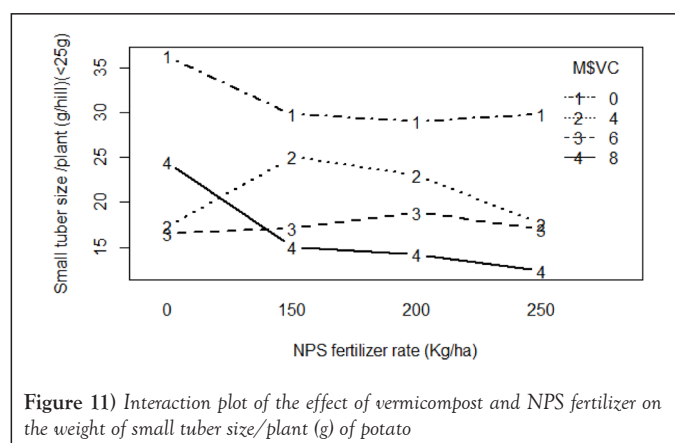 Small tuber size /plant (g/hill)(<25g)
35
30
25
20
15
1 1 1 1
2 2 2 2
3 3 3 3
4 4 4 4
M$VC
1 0
2 4
3 6
4 8
0 150 200 250
NPS fertilizer rate (Kg/ha)
Figure 11) Interaction plot of the effect of vermicompost and NPS fertilizer on
the weight of small tuber size/plant (g) of potato